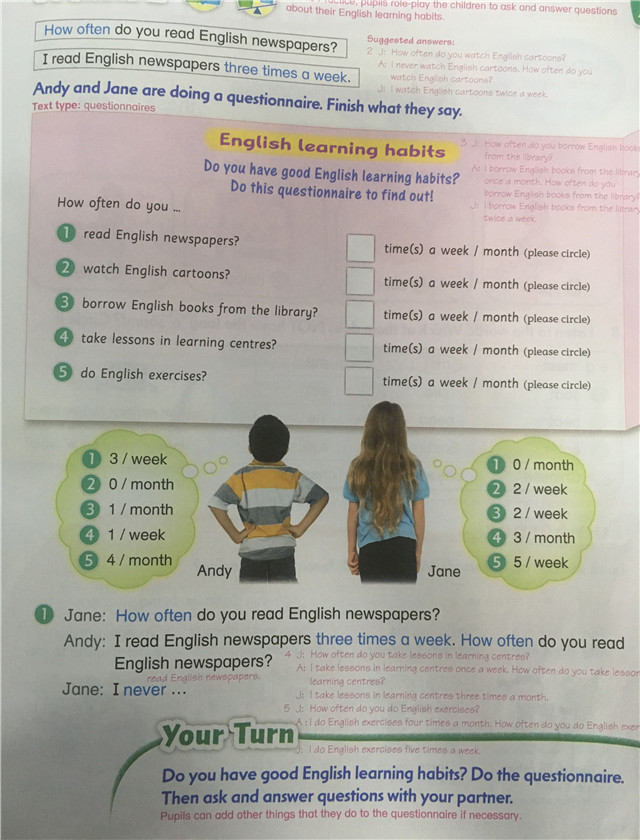 pupils role-play the children to ask and answer questions
about their English learning habits.
How often do you read English newspapers?
I read English newspapers three times a week.
Suggested answers:
2 J: How often do you watch English cartoons?
A: I never watch English cartoons. How often do you
watch English cartoons?
J: I watch English cartoons twice a week.
Andy and Jane are doing a questionnaire. Finish what they say.
Text type: questionnaires
English learning habits
Do you have good English learning habits?
Do this questionnaire to find out!
3 J: How often do you borrow English books
from the library?
A: I borrow English books from the library
once a month. How often do you
borrow English books from the library?
J: I borrow English books from the library
twice a week.
How often do you ...
1 read English newspapers? time(s) a week / month (please circle)
2 watch English cartoons? time(s) a week / month (please circle)
3 borrow English books from the library? time(s) a week / month (please circle)
4 take lessons in learning centres? time(s) a week / month (please circle)
5 do English exercises? time(s) a week / month (please circle)
1 3 / week
2 0 / month
3 1 / month
4 1 / week
5 4 / month
Andy
1 0 / month
2 2 / week
3 2 / week
4 3 / month
5 5 / week
Jane
1 Jane: How often do you read English newspapers?
Andy: I read English newspapers three times a week. How often do you read
English newspapers?
read English newspapers.
Jane: I never ...
4 J: How often do you take lessons in learning centres?
A: I take lessons in learning centres once a week. How often do you take lesson
learning centres?
J: I take lessons in learning centres three times a month.
5 J: How often do you do English exercises?
A: I do English exercises four times a month. How often do you do English exer
J: I do English exercises five times a week.
Your Turn
Do you have good English learning habits? Do the questionnaire.
Then ask and answer questions with your partner.
Pupils can add other things that they do to the questionnaire if necessary.